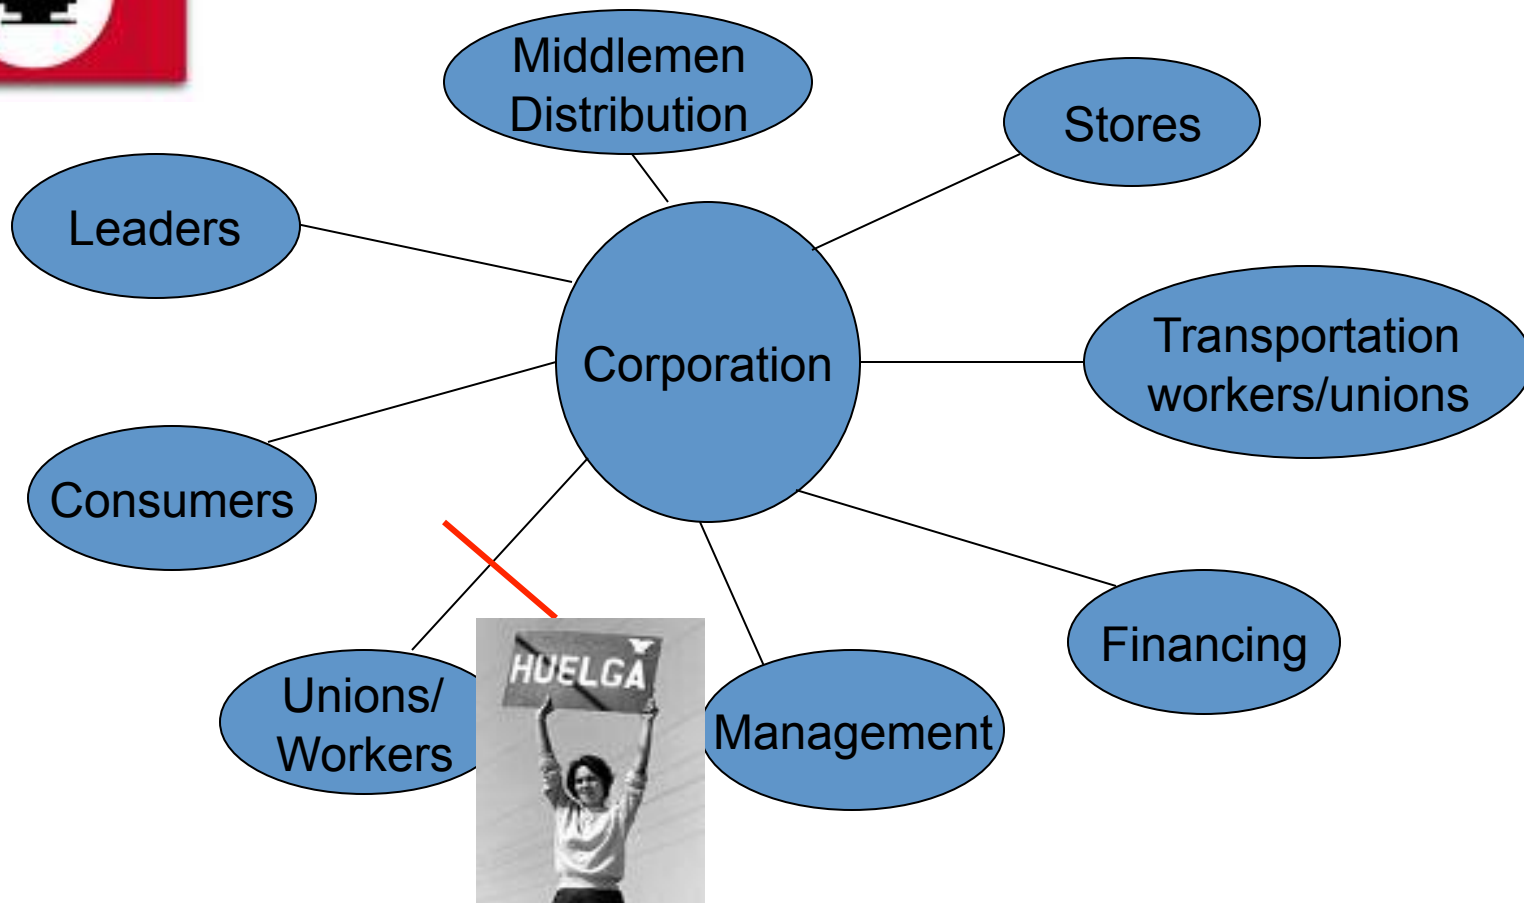 Middlemen
Distribution
Stores
Leaders
Transportation
workers/unions
Corporation
Consumers
Financing
Unions/
Workers
HUELGA
Management